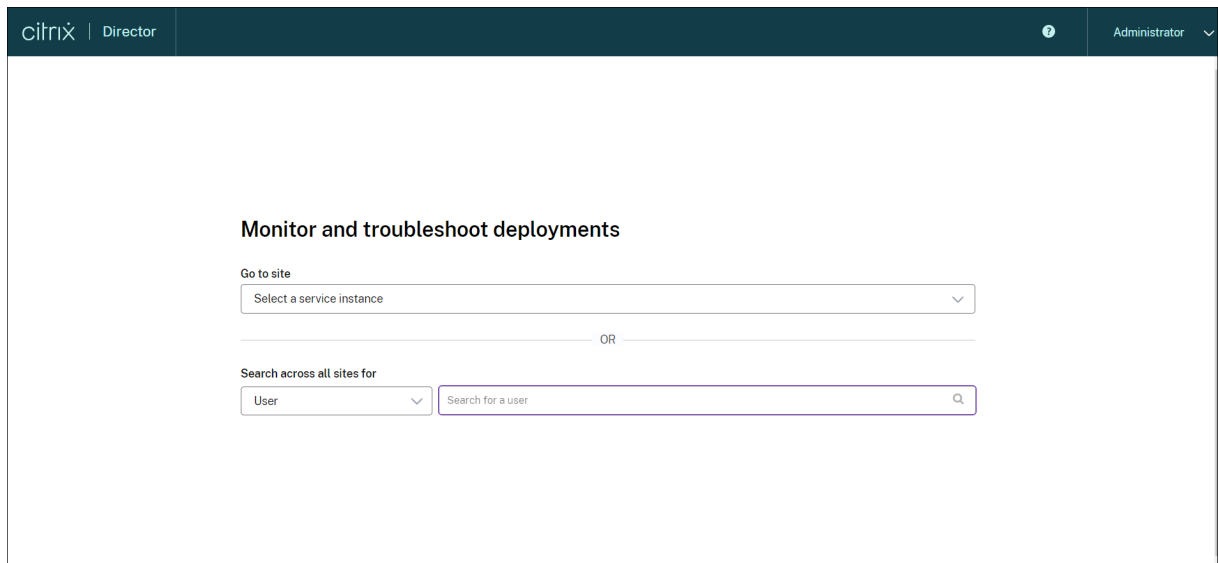 citrix | Director
?
Administrator
Monitor and troubleshoot deployments
Go to site
Select a service instance
OR
Search across all sites for
User
Search for a user